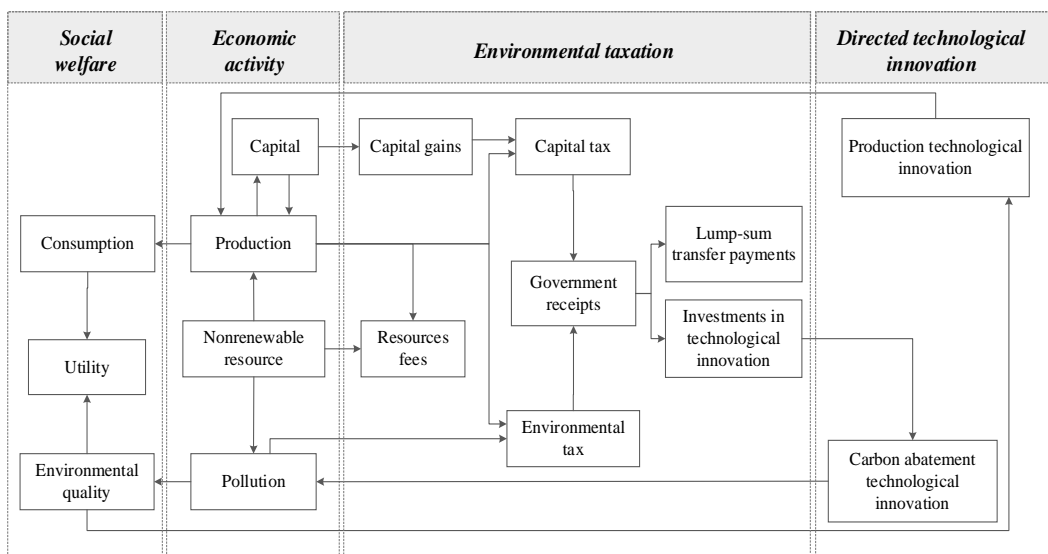 Social
welfare
Economic
activity
Environmental taxation
Directed technological
innovation
Capital
Capital gains
Capital tax
Production technological
innovation
Consumption
Production
Lump-sum
transfer payments
Government
receipts
Nonrenewable
resource
Resources
fees
Investments in
technological
innovation
Utility
Environmental
tax
Environmental
quality
Pollution
Carbon abatement
technological
innovation